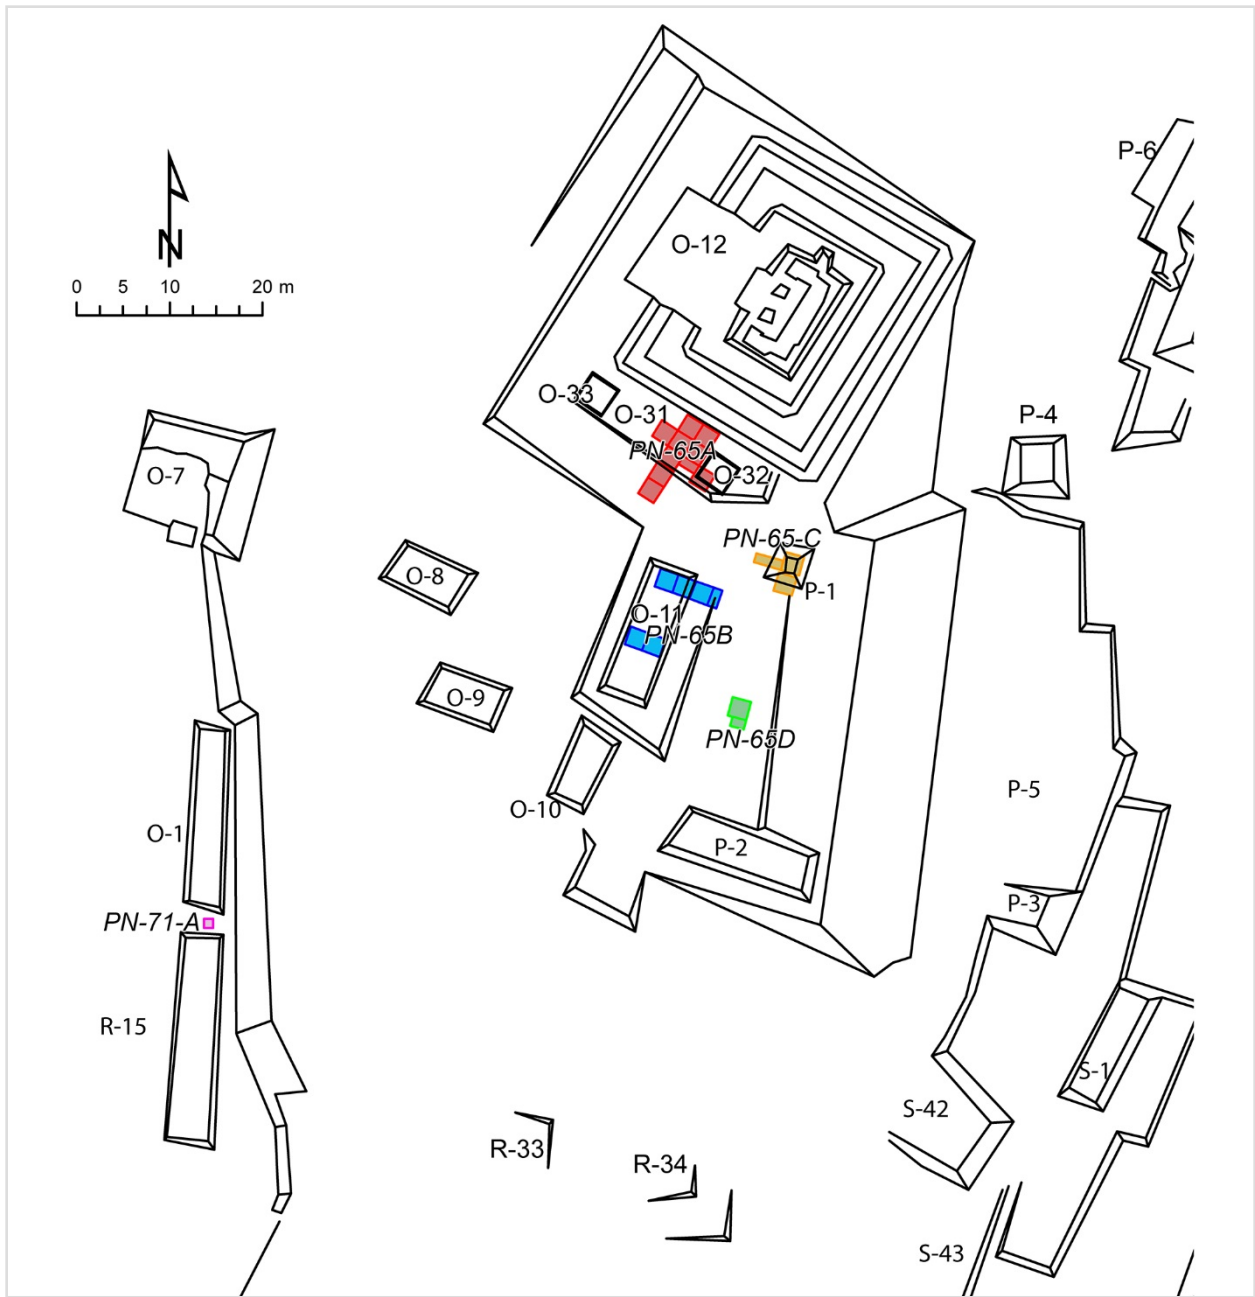 P-6
O-12
N
0 5 10 20 m
O-33
O-31
P-4
PN-65A
O-32
O-7
PN-65-C
O-8
P-1
O-11
PN-65B
O-9
PN-65D
P-5
O-10
O-1
P-2
P-3
PN-71-A
R-15
S-1
S-42
R-33
R-34
S-43